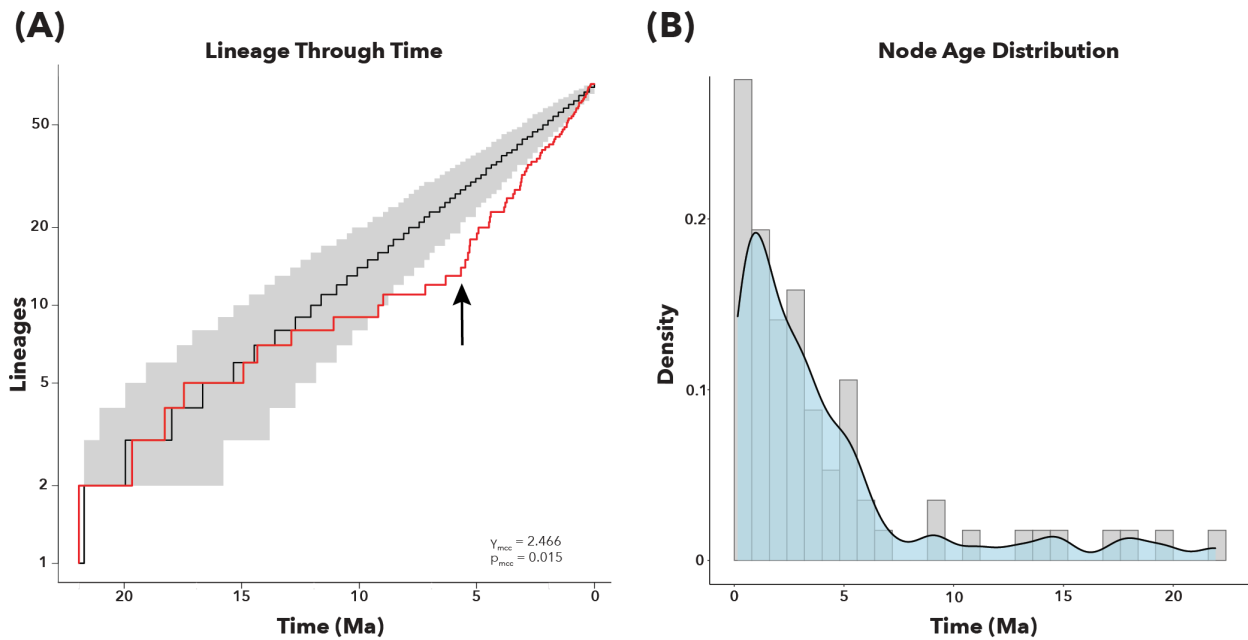 (A)
Lineage Through Time
Lineages
50
20
10
5
2
1
γmcc = 2.466
pmcc = 0.015
20
15
10
5
0
Time (Ma)
(B)
Node Age Distribution
Density
0.2
0.1
0
0
5
10
15
20
Time (Ma)